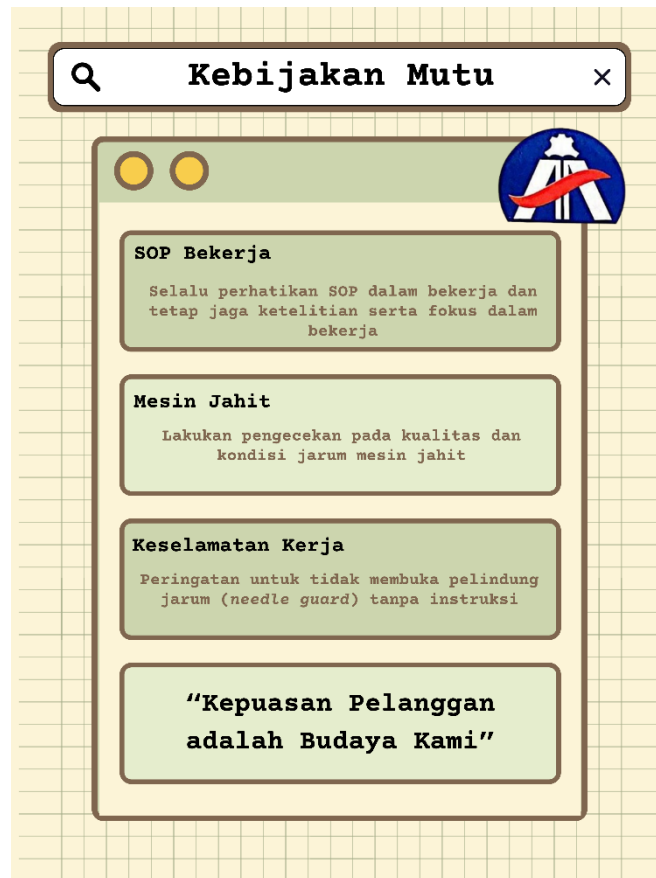 Kebijakan Mutu
SOP Bekerja
Selalu perhatikan SOP dalam bekerja dan
tetap jaga ketelitian serta fokus dalam
bekerja
Mesin Jahit
Lakukan pengecekan pada kualitas dan
kondisi jarum mesin jahit
Keselamatan Kerja
Peringatan untuk tidak membuka pelindung
jarum (needle guard) tanpa instruksi
“Kepuasan Pelanggan
adalah Budaya Kami”